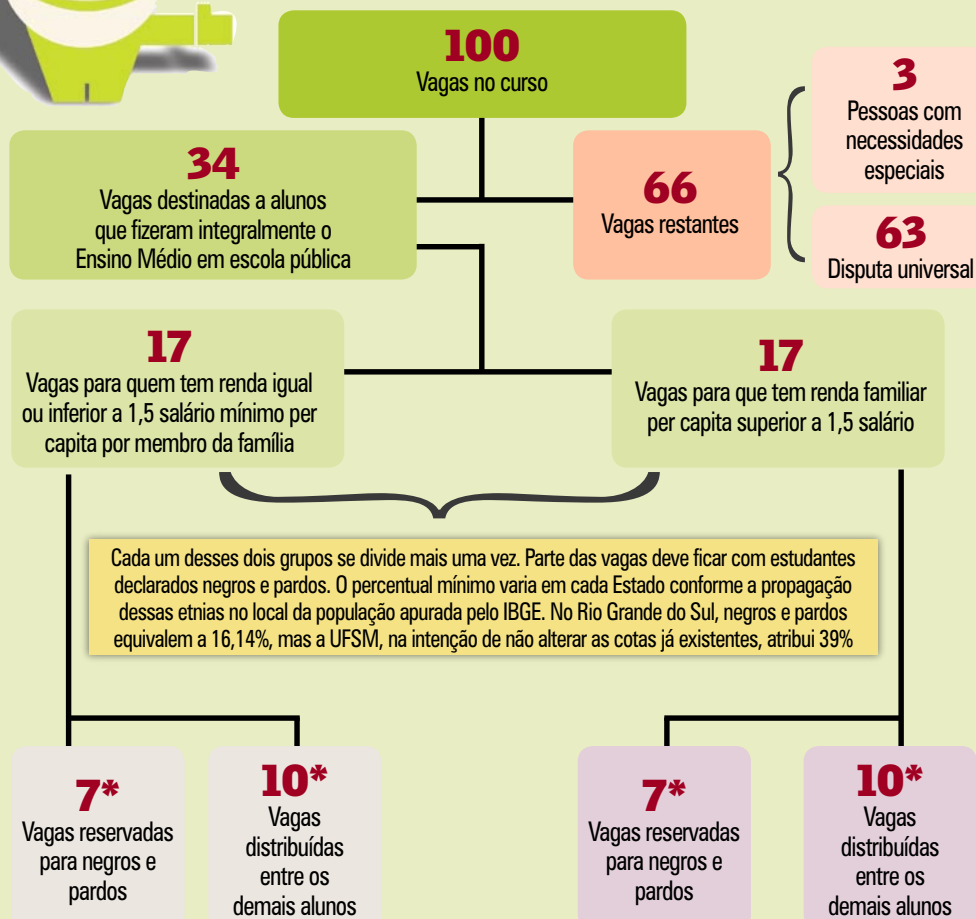 100
Vagas no curso
34
Vagas destinadas a alunos
que fizeram integralmente o
Ensino Médio em escola pública
66
Vagas restantes
3
Pessoas com
necessidades
especiais
63
Disputa universal
17
Vagas para quem tem renda igual
ou inferior a 1,5 salário mínimo per
capita por membro da família
17
Vagas para que tem renda familiar
per capita superior a 1,5 salário
Cada um desses dois grupos se divide mais uma vez. Parte das vagas deve ficar com estudantes
declarados negros e pardos. O percentual mínimo varia em cada Estado conforme a propagação
dessas etnias no local da população apurada pelo IBGE. No Rio Grande do Sul, negros e pardos
equivalem a 16,14%, mas a UFSM, na intenção de não alterar as cotas já existentes, atribui 39%
7*
Vagas reservadas
para negros e
pardos
10*
Vagas
distribuídas
entre os
demais alunos
7*
Vagas reservadas
para negros e
pardos
10*
Vagas
distribuídas
entre os
demais alunos